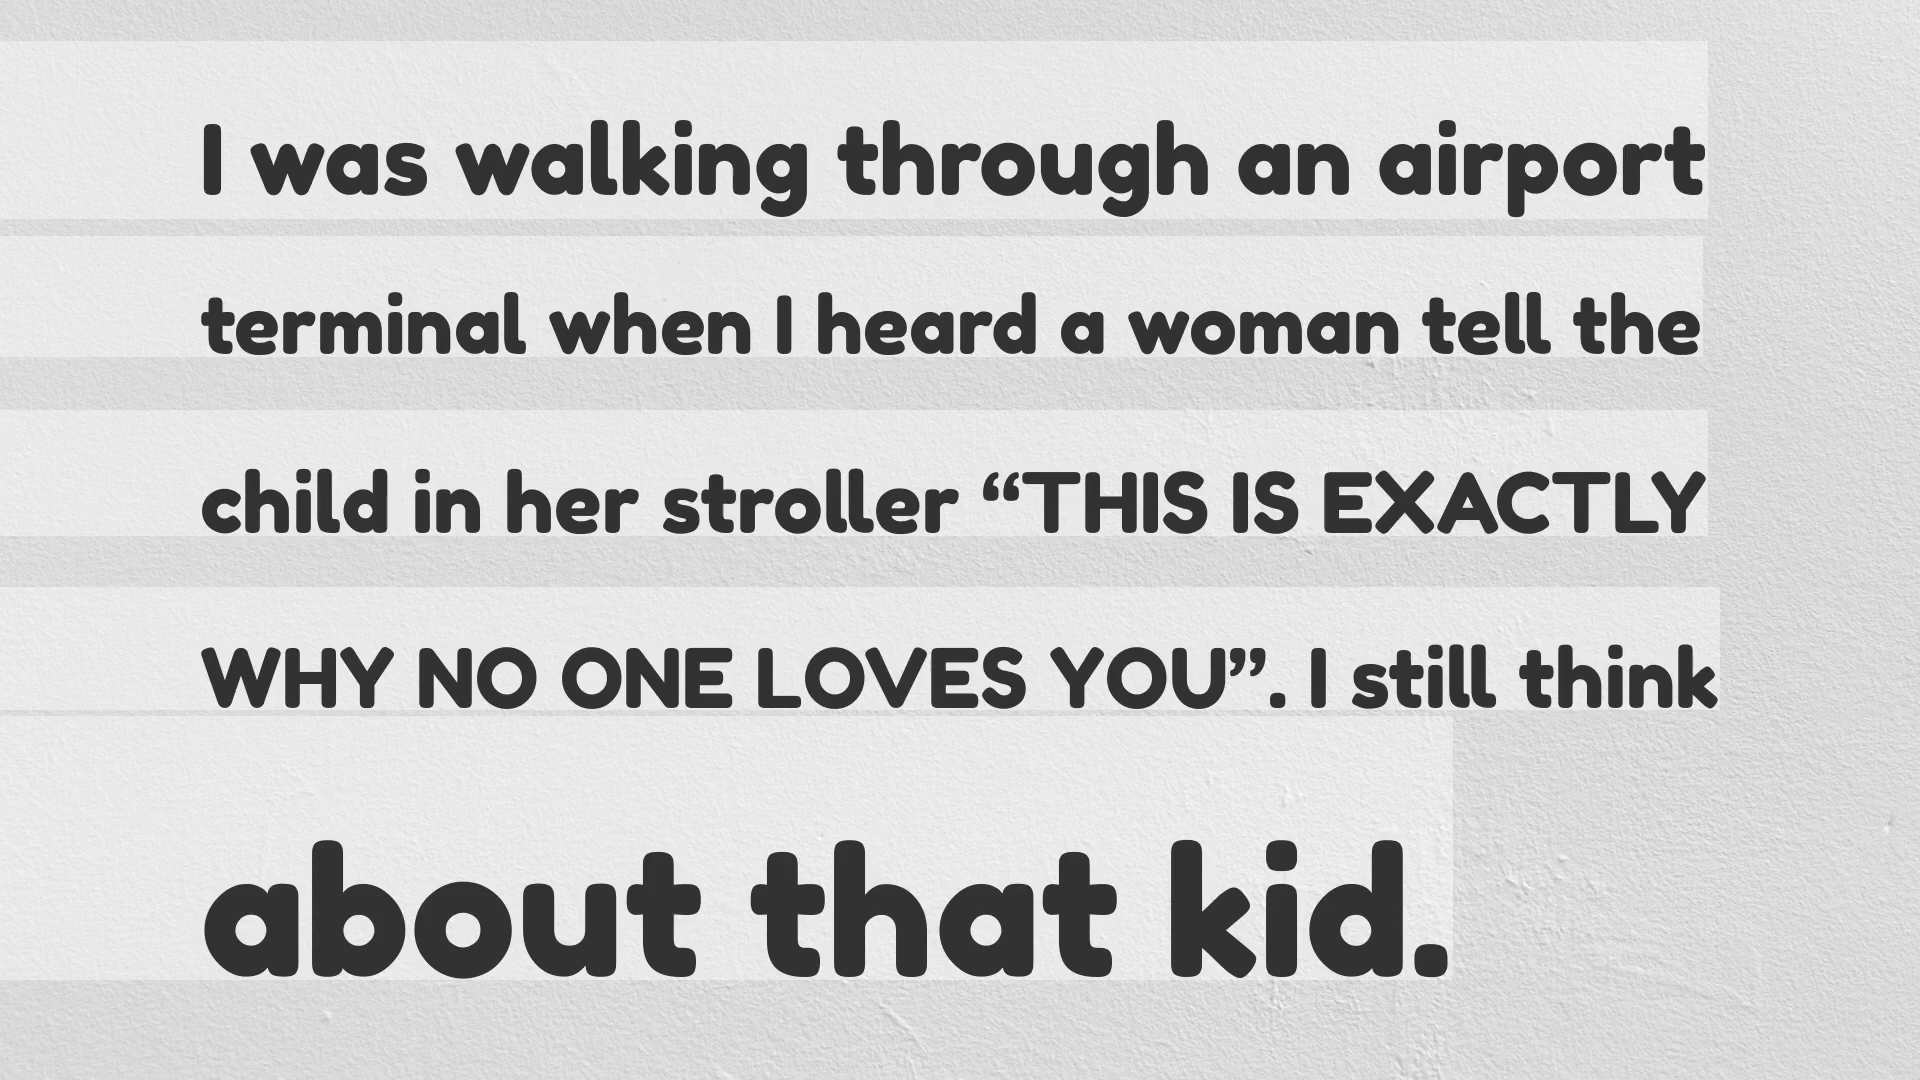 I was walking through an airport
terminal when I heard a woman tell the
child in her stroller “THIS IS EXACTLY
WHY NO ONE LOVES YOU”. I still think
about that kid.